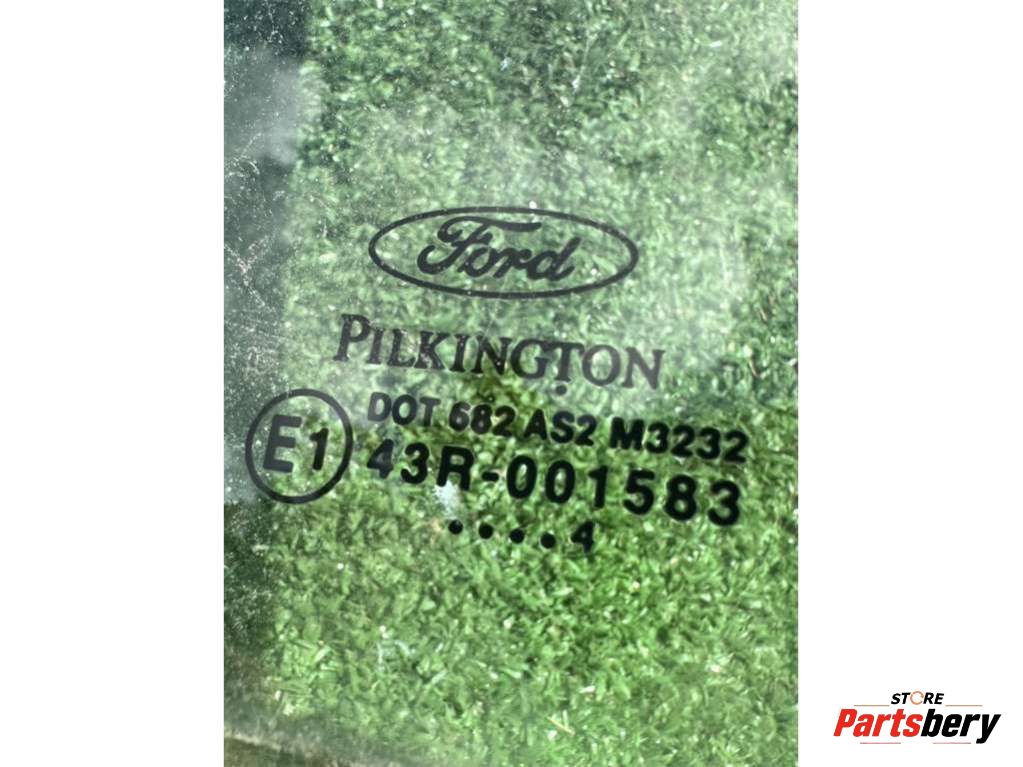 Ford
PILKINGTON
DOT 682 AS2 M3232
E1 43R-001583
....4
STORE
Partsbery